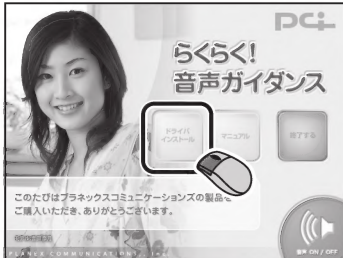 PCi
らくらく!
音声ガイダンス
ドライバ
インストール
マニュアル
終了する
このたびはプラネックスコミュニケーションズの製品を
ご購入いただき、ありがとうございます。
PLANEX COMMUNICATIONS Inc.
音声 ON / OFF